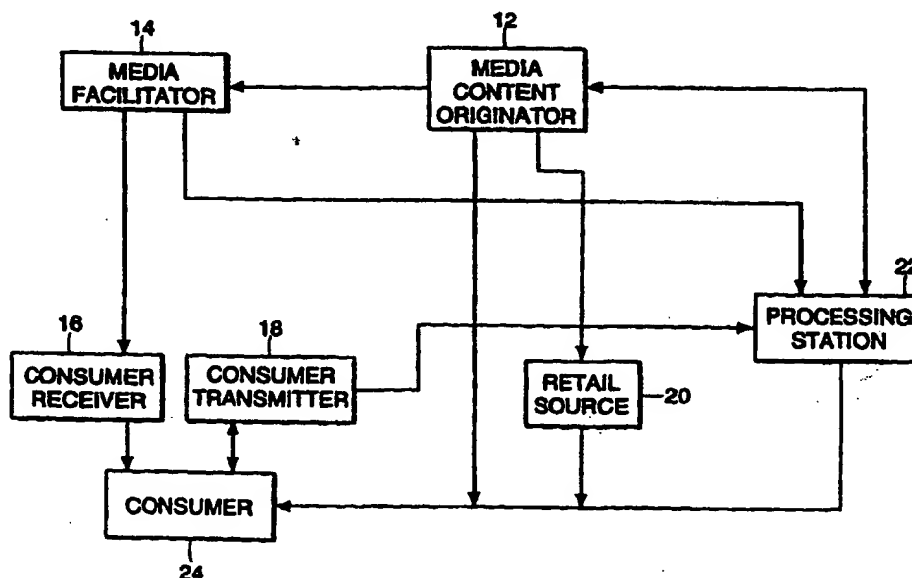 14
MEDIA
FACILITATOR
12
MEDIA
CONTENT
ORIGINATOR
22
PROCESSING
STATION
16
CONSUMER
RECEIVER
18
CONSUMER
TRANSMITTER
RETAIL
SOURCE
20
CONSUMER
24